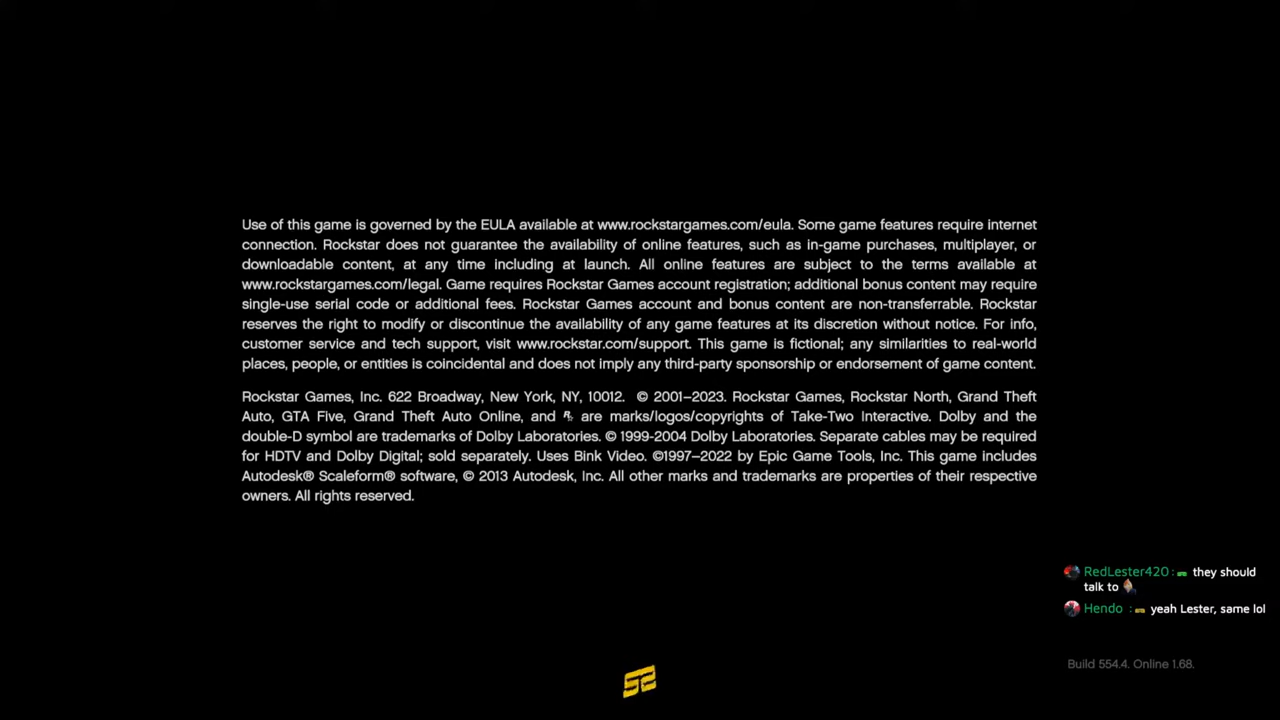 Use of this game is governed by the EULA available at www.rockstargames.com/eula. Some game features require internet
connection. Rockstar does not guarantee the availability of online features, such as in-game purchases, multiplayer, or
downloadable content, at any time including at launch. All online features are subject to the terms available at
www.rockstargames.com/legal. Game requires Rockstar Games account registration; additional bonus content may require
single-use serial code or additional fees. Rockstar Games account and bonus content are non-transferrable. Rockstar
reserves the right to modify or discontinue the availability of any game features at its discretion without notice. For info,
customer service and tech support, visit www.rockstar.com/support. This game is fictional; any similarities to real-world
places, people, or entities is coincidental and does not imply any third-party sponsorship or endorsement of game content.
Rockstar Games, Inc. 622 Broadway, New York, NY, 10012. © 2001–2023. Rockstar Games, Rockstar North, Grand Theft
Auto, GTA Five, Grand Theft Auto Online, and R* are marks/logos/copyrights of Take-Two Interactive. Dolby and the
double-D symbol are trademarks of Dolby Laboratories. © 1999-2004 Dolby Laboratories. Separate cables may be required
for HDTV and Dolby Digital; sold separately. Uses Bink Video. ©1997–2022 by Epic Game Tools, Inc. This game includes
Autodesk® Scaleform® software, © 2013 Autodesk, Inc. All other marks and trademarks are properties of their respective
owners. All rights reserved.
RedLester420 : they should
talk to
Hendo : yeah Lester, same lol
Build 554.4. Online 1.68.